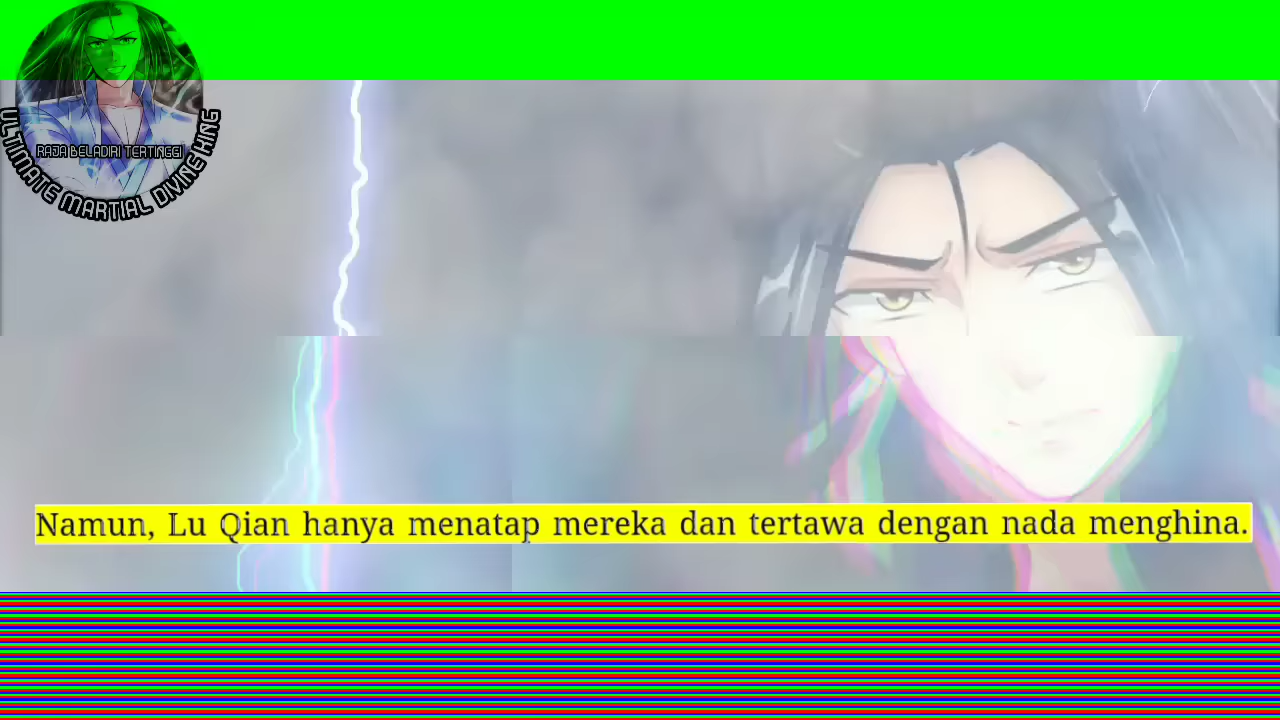 RAJA BELADIRI TERTINGGI
ULTIMATE MARTIAL DIVINE KING
Namun, Lu Qian hanya menatap mereka dan tertawa dengan nada menghina.